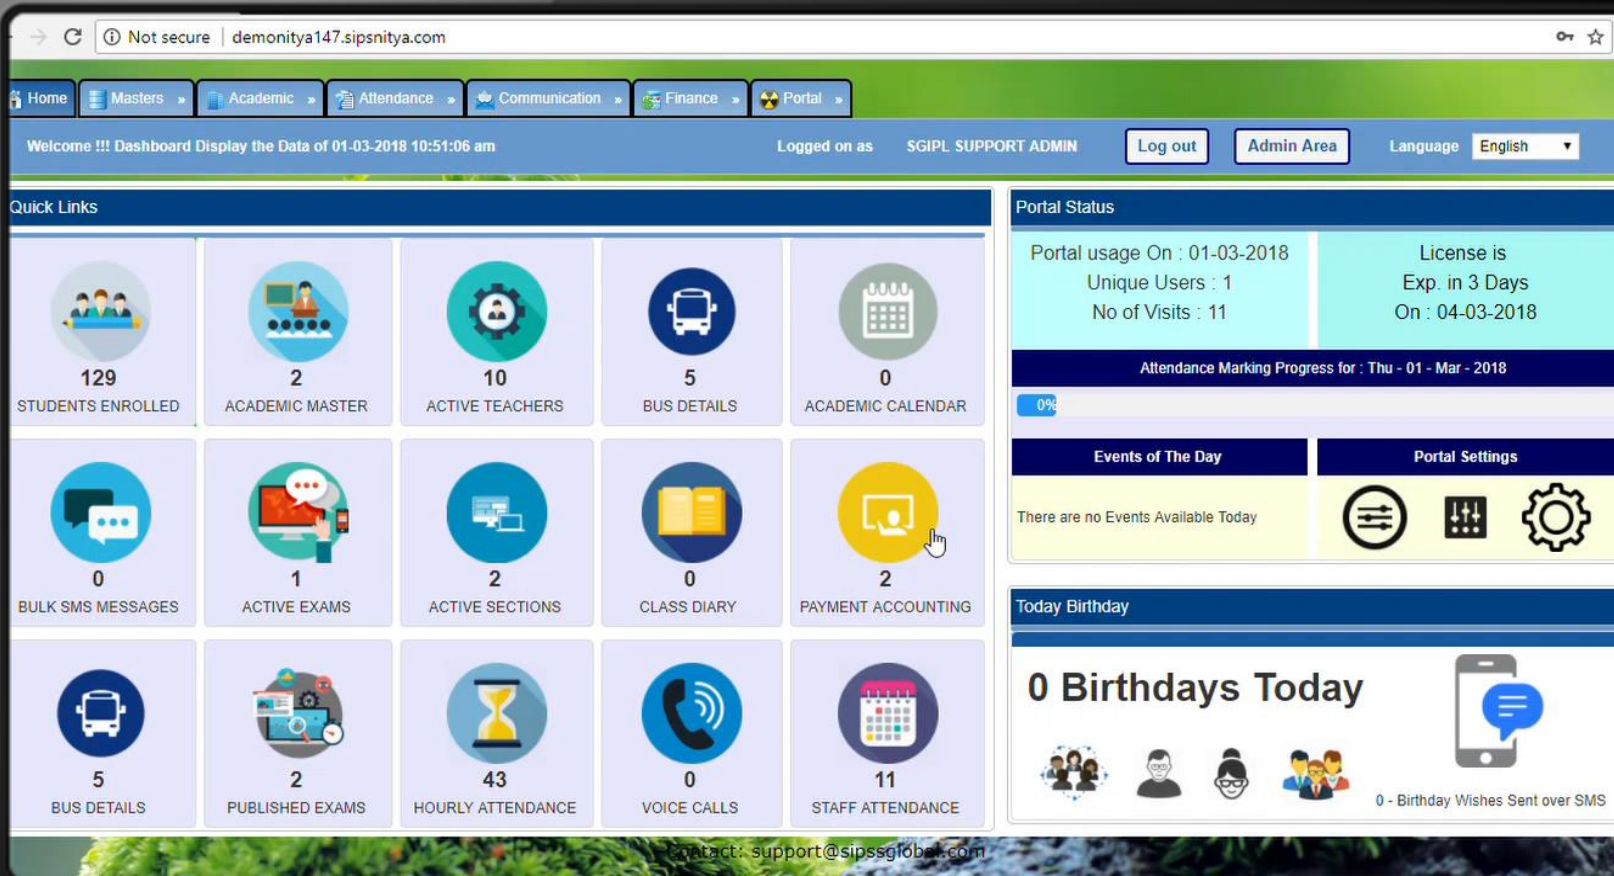 Not secure | demonitya147.sipsnitya.com
Home Masters » Academic » Attendance » Communication » Finance » Portal »
Welcome !!! Dashboard Display the Data of 01-03-2018 10:51:06 am Logged on as SGIPL SUPPORT ADMIN Log out Admin Area Language English
Quick Links
129
STUDENTS ENROLLED
2
ACADEMIC MASTER
10
ACTIVE TEACHERS
5
BUS DETAILS
0
ACADEMIC CALENDAR
0
BULK SMS MESSAGES
1
ACTIVE EXAMS
2
ACTIVE SECTIONS
0
CLASS DIARY
2
PAYMENT ACCOUNTING
5
BUS DETAILS
2
PUBLISHED EXAMS
43
HOURLY ATTENDANCE
0
VOICE CALLS
11
STAFF ATTENDANCE
Portal Status
Portal usage On : 01-03-2018
Unique Users : 1
No of Visits : 11
License is
Exp. in 3 Days
On : 04-03-2018
Attendance Marking Progress for : Thu - 01 - Mar - 2018
0%
Events of The Day
There are no Events Available Today
Portal Settings
Today Birthday
0 Birthdays Today
0 - Birthday Wishes Sent over SMS
Contact: support@sipssglobal.com